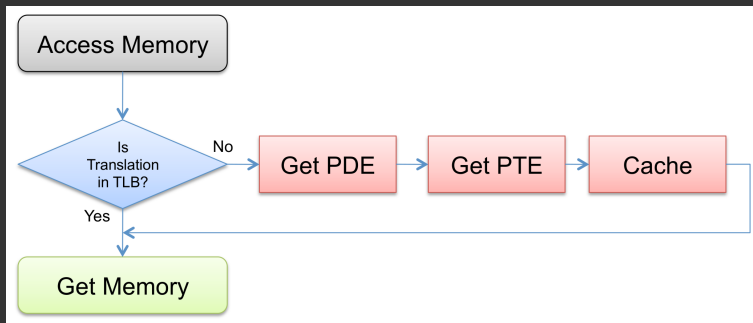 Access Memory
Is
Translation
in TLB?
No
Get PDE
Get PTE
Cache
Yes
Get Memory